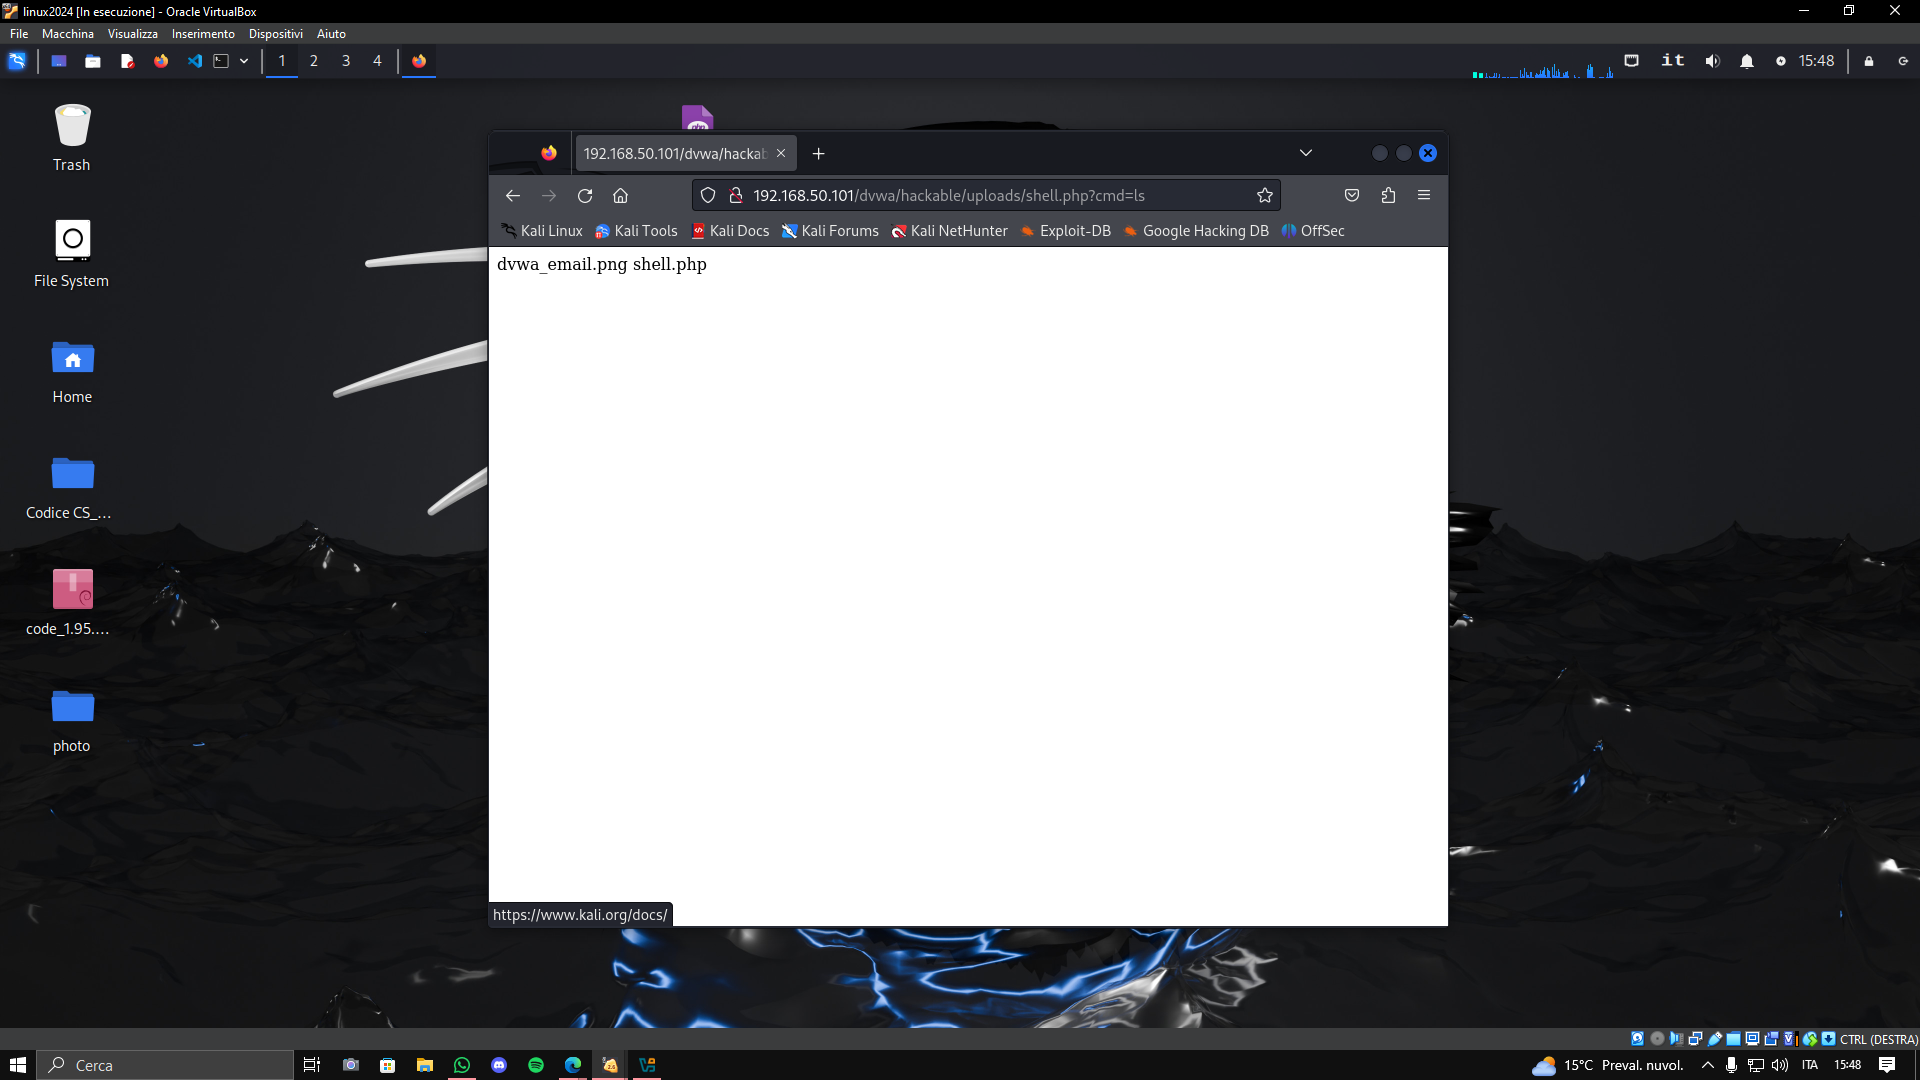 linux2024 [In esecuzione] - Oracle VirtualBox
File Macchina Visualizza Inserimento Dispositivi Aiuto
1 2 3 4 it 15:48
Trash
File System
Home
Codice CS_...
code_1.95....
photo
php
192.168.50.101/dvwa/hackab
192.168.50.101/dvwa/hackable/uploads/shell.php?cmd=ls
Kali Linux Kali Tools Kali Docs Kali Forums Kali NetHunter Exploit-DB Google Hacking DB OffSec
dvwa_email.png shell.php
https://www.kali.org/docs/
CTRL (DESTRA)
Cerca 15°C Preval. nuvol. ITA 15:48